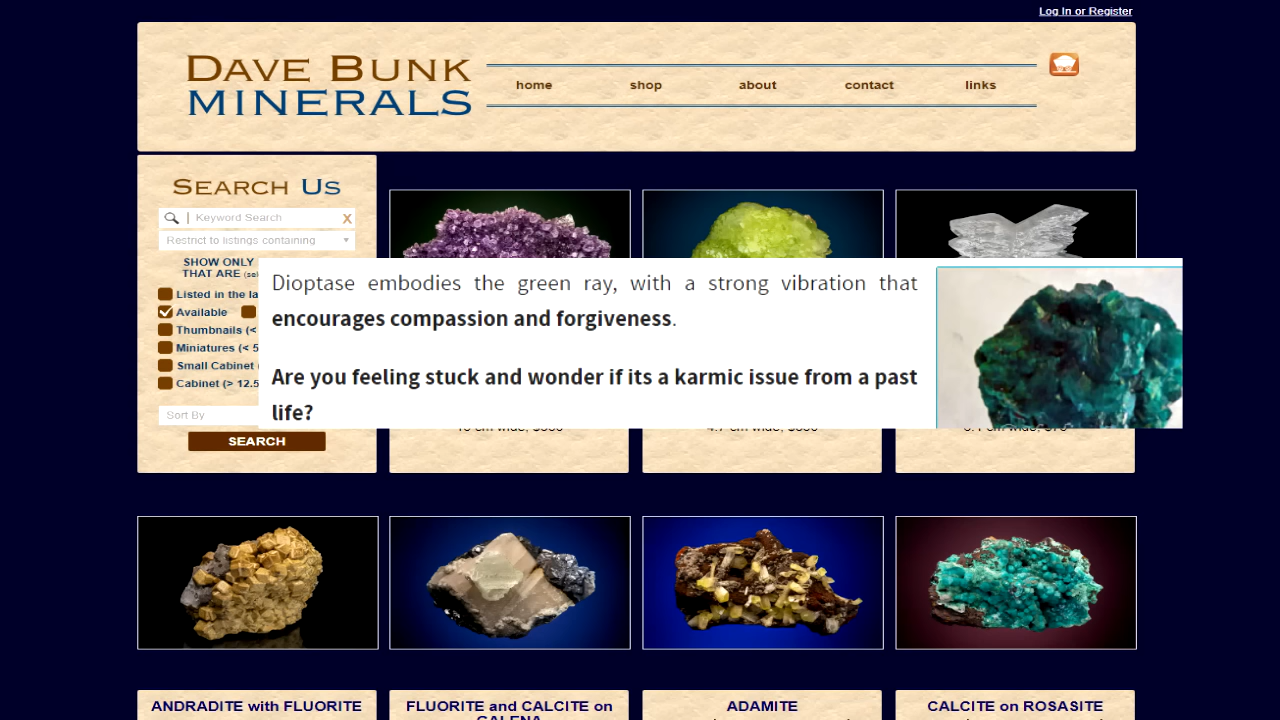 Log In or Register
DAVE BUNK
MINERALS
home shop about contact links
SEARCH US
Keyword Search X
Restrict to listings containing
SHOW ONLY
THAT ARE
Listed in the la
Available
Thumbnails (<
Miniatures (< 5
Small Cabinet
Cabinet (> 12.5
Sort By
SEARCH
Dioptase embodies the green ray, with a strong vibration that
encourages compassion and forgiveness.
Are you feeling stuck and wonder if its a karmic issue from a past
life?
ANDRADITE with FLUORITE
FLUORITE and CALCITE on
GALENA
ADAMITE
CALCITE on ROSASITE